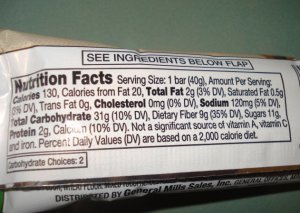 SEE INGREDIENTS BELOW FLAP
Nutrition Facts Serving Size: 1 bar (40g), Amount Per Serving:
Calories 130, Calories from Fat 20, Total Fat 2g (3% DV), Saturated Fat 0.5g
(3% DV), Trans Fat 0g, Cholesterol 0mg (0% DV), Sodium 120mg (5% DV),
Total Carbohydrate 31g (10% DV), Dietary Fiber 9g (35% DV), Sugars 11g,
Protein 2g, Calcium (10% DV). Not a significant source of vitamin A, vitamin C
and iron. Percent Daily Values (DV) are based on a 2,000 calorie diet.
Carbohydrate Choices: 2
DISTRIBUTED BY General Mills Sales, Inc.